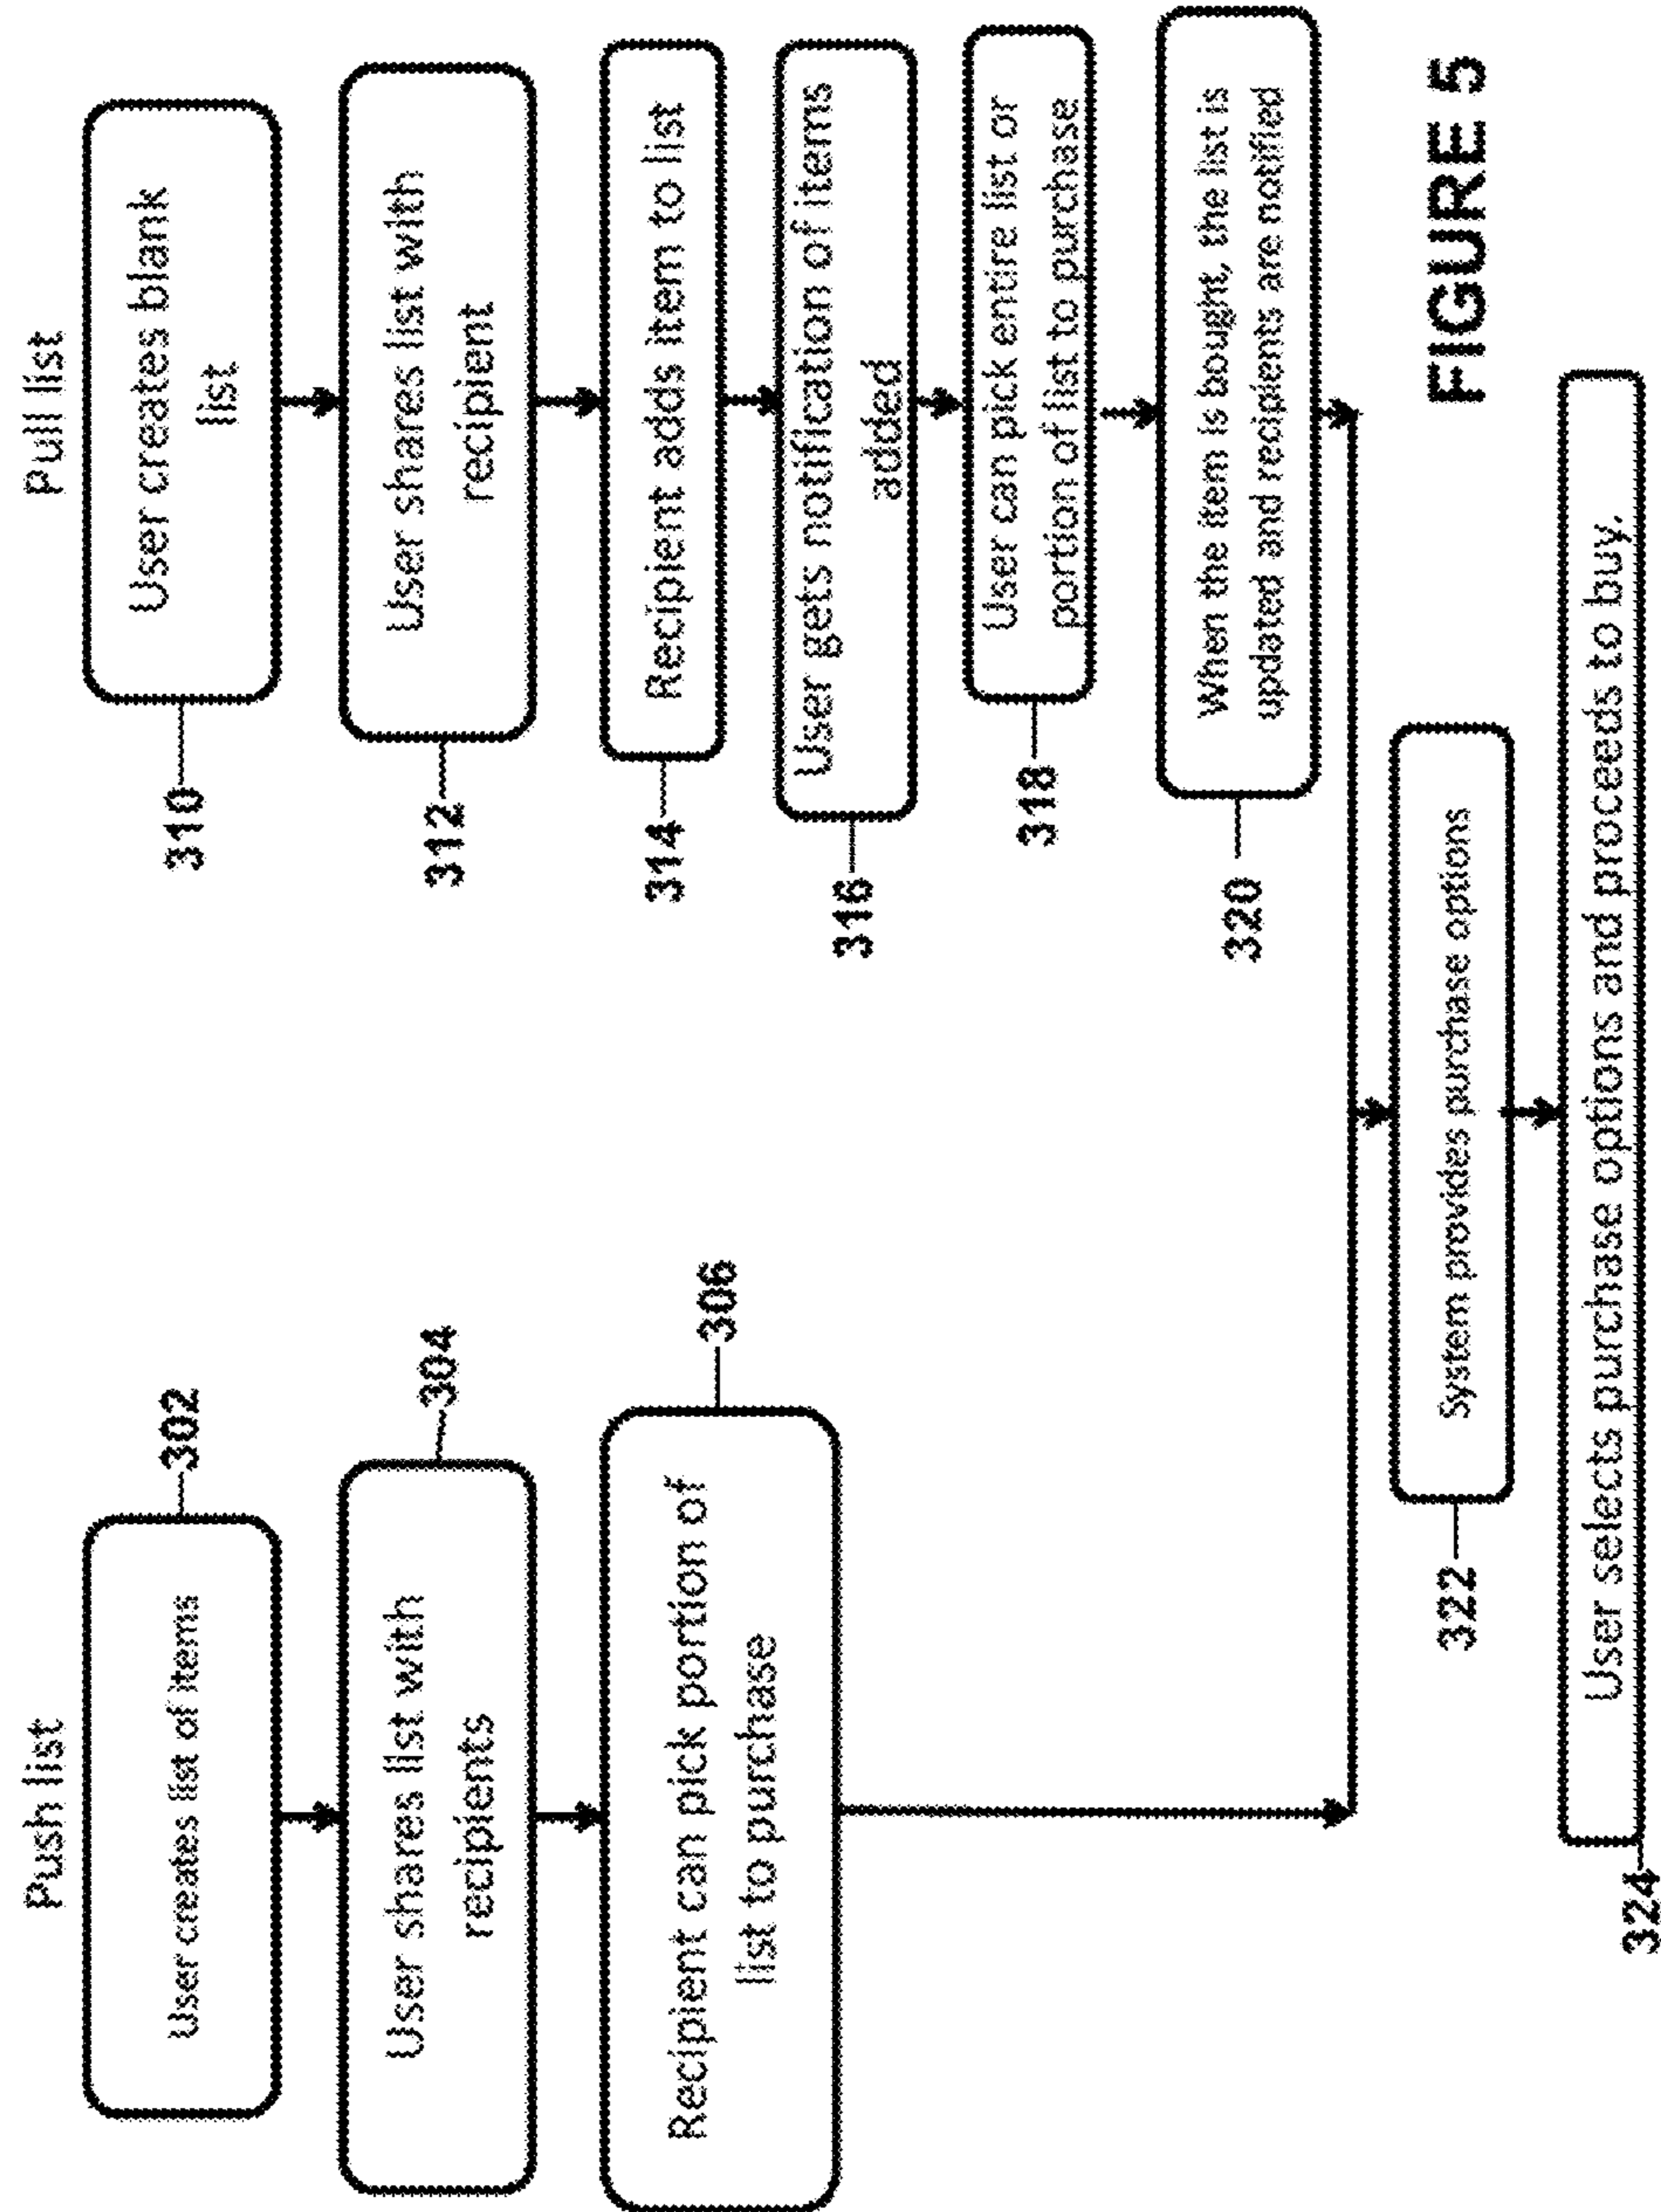 Push list
User creates list of items
302
User shares list with
recipients
304
Recipient can pick portion of
list to purchase
306
Pull list
User creates blank
list
310
User shares list with
recipient
312
Recipient adds item to list
314
User gets notification of items
added
316
User can pick entire list or
portion of list to purchase
318
When the item is bought, the list is
updated and recipients are notified
320
System provides purchase options
322
User selects purchase options and proceeds to buy.
324
FIGURE 5